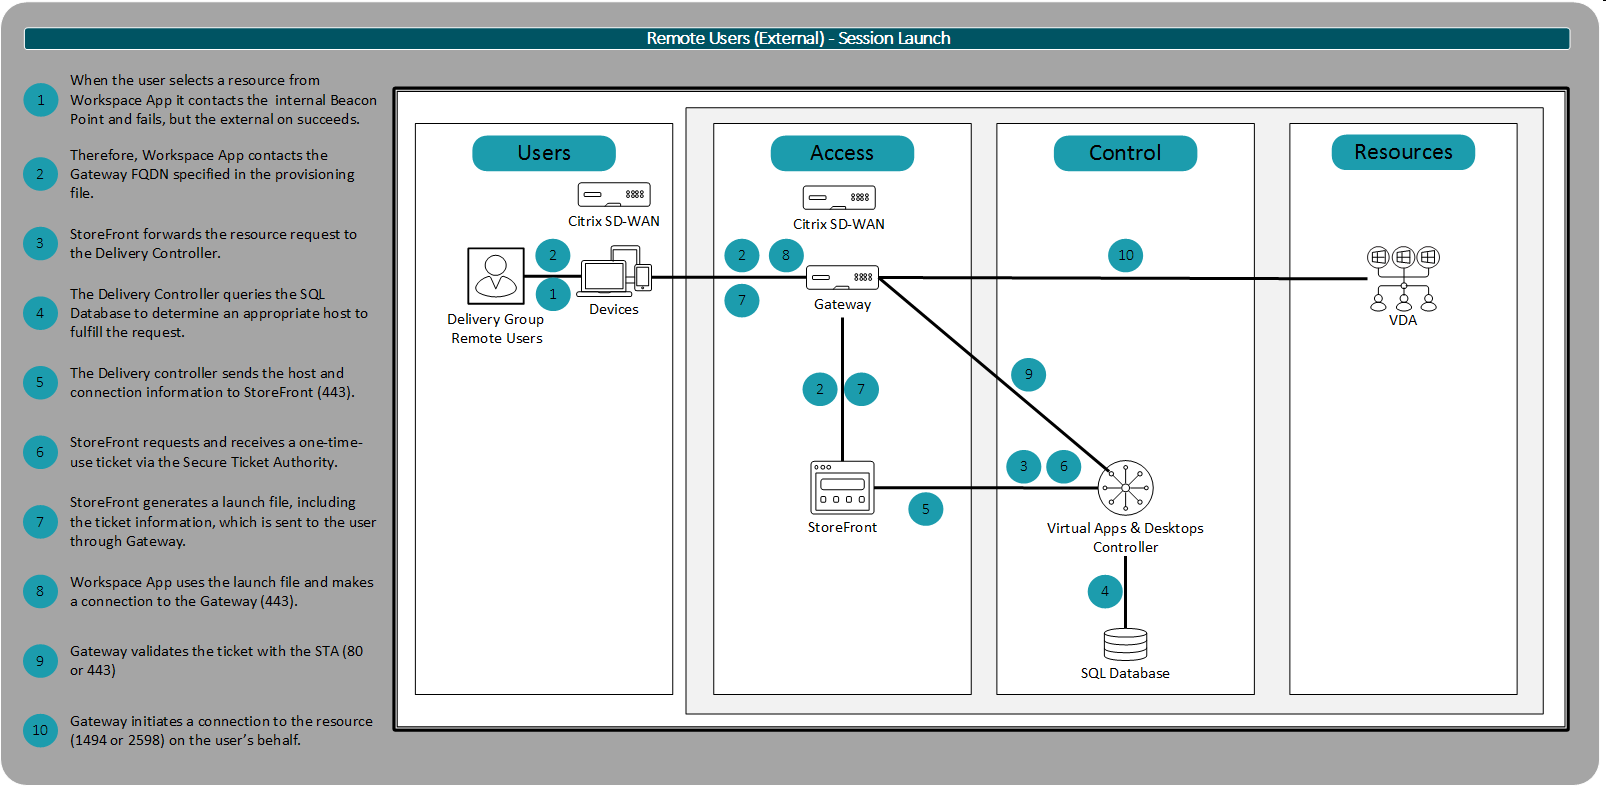 Remote Users (External) - Session Launch
1
When the user selects a resource from
Workspace App it contacts the internal Beacon
Point and fails, but the external on succeeds.
2
Therefore, Workspace App contacts the
Gateway FQDN specified in the provisioning
file.
3
StoreFront forwards the resource request to
the Delivery Controller.
4
The Delivery Controller queries the SQL
Database to determine an appropriate host to
fulfill the request.
5
The Delivery controller sends the host and
connection information to StoreFront (443).
6
StoreFront requests and receives a one-time-
use ticket via the Secure Ticket Authority.
7
StoreFront generates a launch file, including
the ticket information, which is sent to the user
through Gateway.
8
Workspace App uses the launch file and makes
a connection to the Gateway (443).
9
Gateway validates the ticket with the STA (80
or 443)
10
Gateway initiates a connection to the resource
(1494 or 2598) on the user's behalf.
Users
Citrix SD-WAN
2
1
Devices
Delivery Group
Remote Users
Access
Citrix SD-WAN
2
8
7
Gateway
2
7
StoreFront
5
Control
10
9
3
6
Virtual Apps & Desktops
Controller
4
SQL Database
Resources
VDA